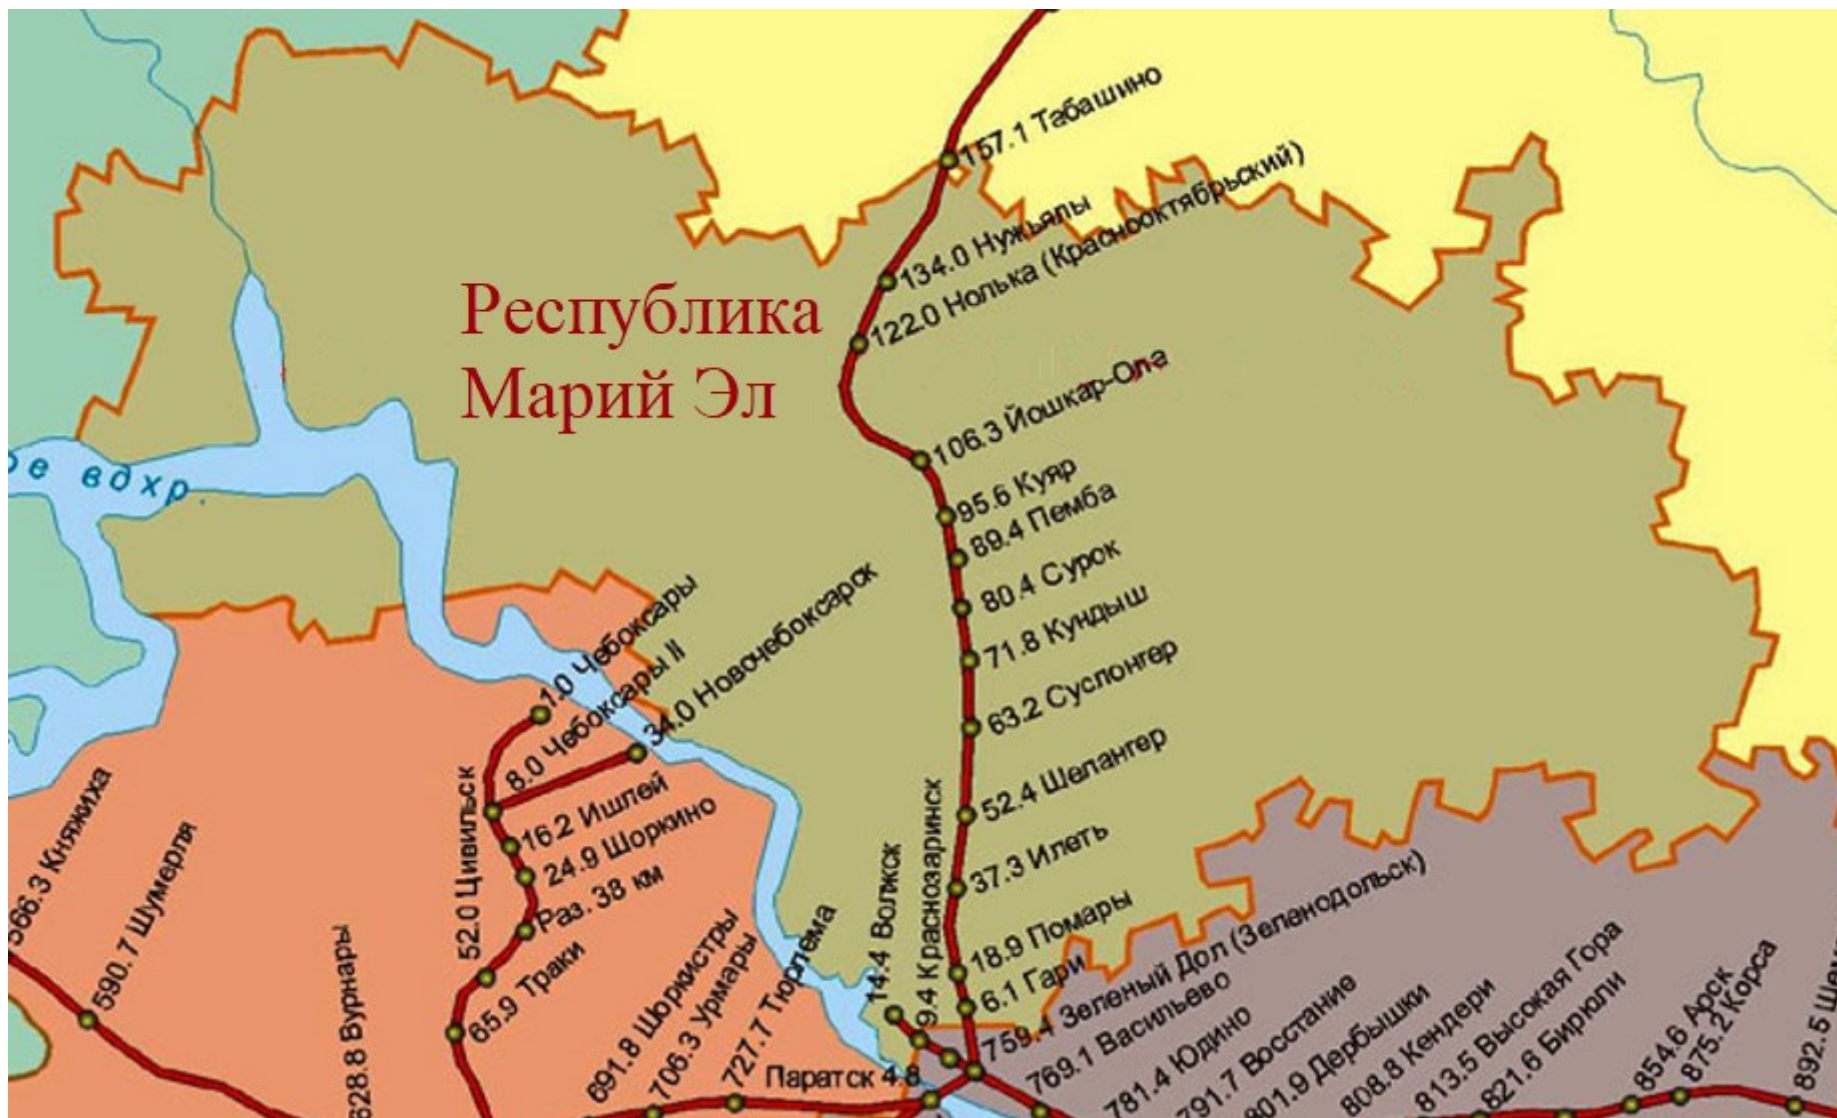 157.1 Табашино
134.0 Нужъялы
122.0 Нолька (Краснооктябрьский)
Республика
Марий Эл
106.3 Йошкар-Ола
95.6 Куяр
89.4 Пемба
ое вдхр.
80.4 Сурок
71.8 Кундыш
1.0 Чебоксары
8.0 Чебоксары II
34.0 Новочебоксарск
63.2 Суслонгер
52.4 Шелангер
52.0 Цивильск
16.2 Ишлей
24.9 Шоркино
Раз. 38 км
65.9 Траки
37.3 Илеть
566.3 Княжиха
590.7 Шумерля
628.8 Вурнары
691.8 Шоркистры
706.3 Урмары
727.7 Тюрлема
14.4 Волжск
9.4 Краснозаринск
18.9 Помары
6.1 Гари
759.4 Зеленый Дол (Зеленодольск)
769.1 Васильево
781.4 Юдино
791.7 Восстание
801.9 Дербышки
808.8 Кендери
813.5 Высокая Гора
821.6 Бирюли
854.6 Арск
875.2 Корса
892.5
Паратск 4.8